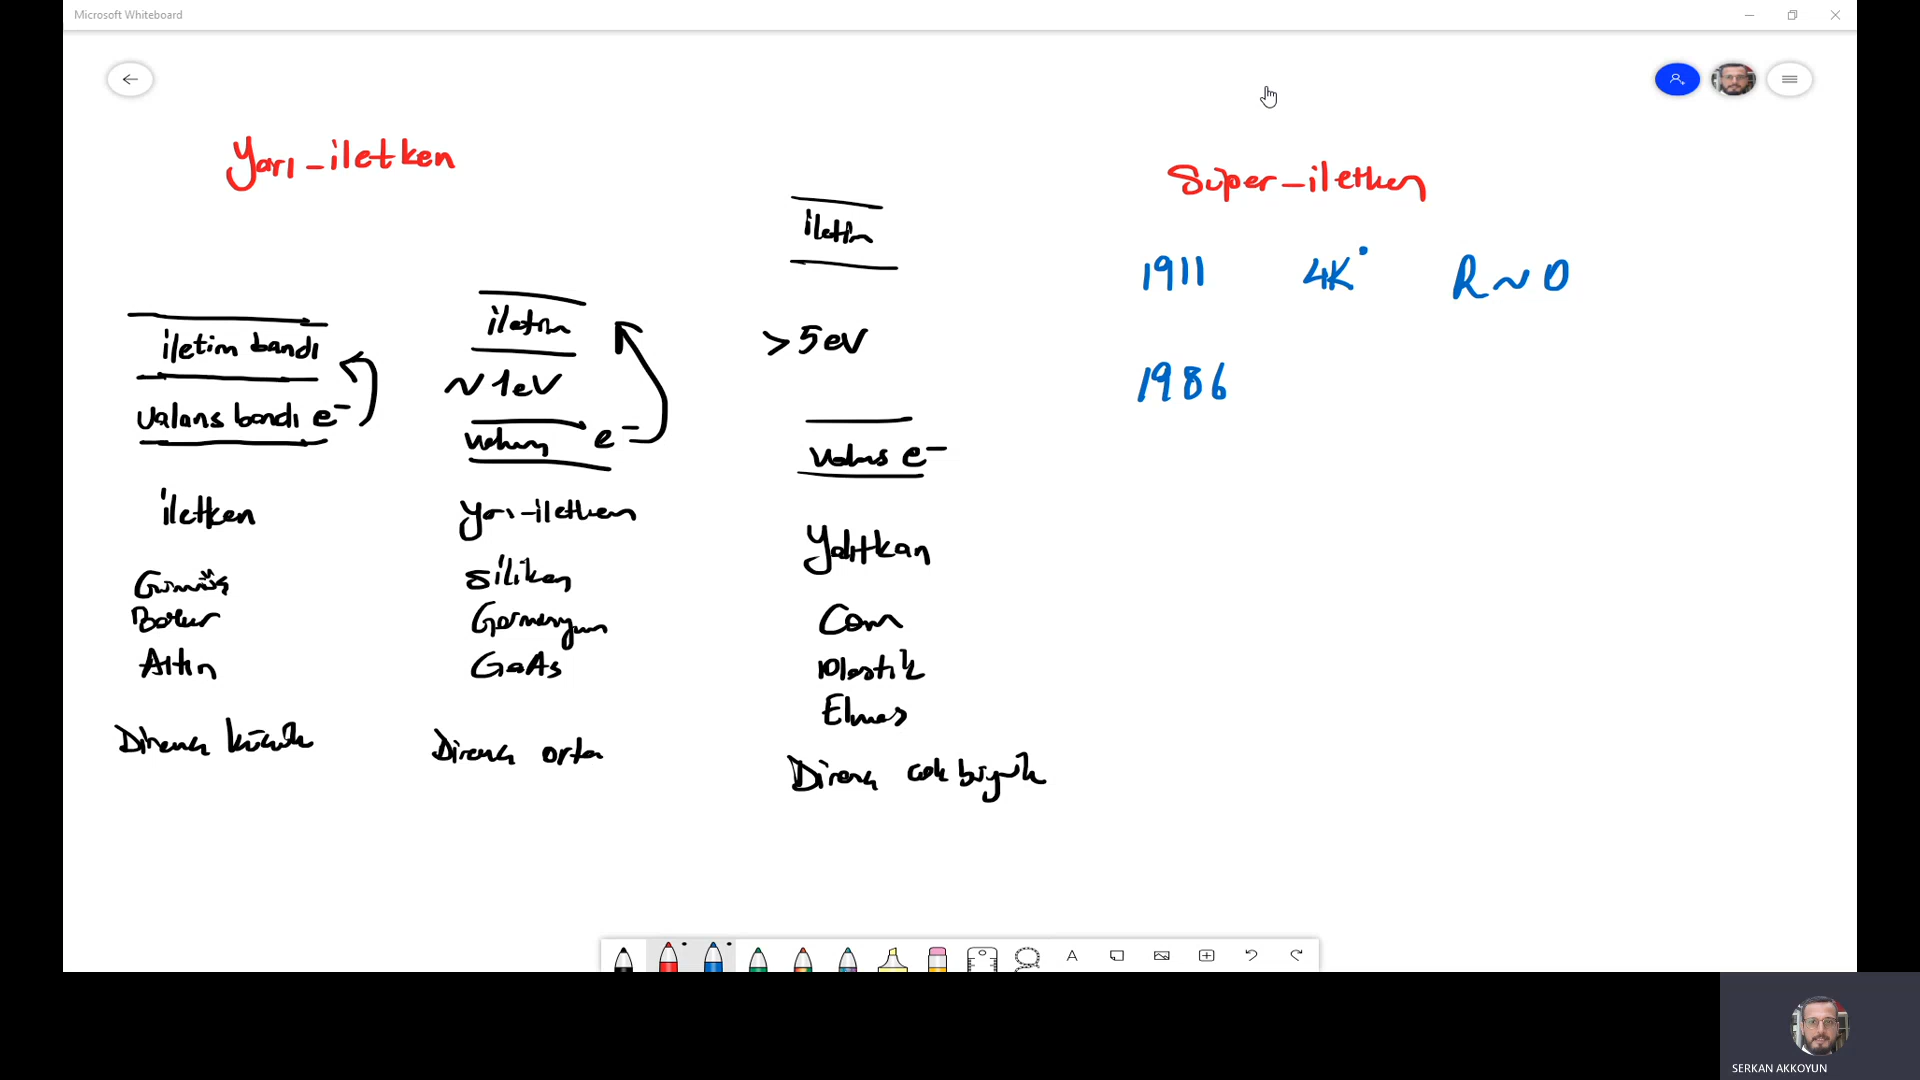 Microsoft Whiteboard
Yarı-iletken
iletim bandı
valans bandı e-
iletken
Gümüş
Bakır
Altın
Direnç küçük
iletim
~ 1eV
valans e-
yarı-iletken
silikon
Germanyum
GaAs
Direnç orta
iletim
> 5eV
valans e-
Yalıtkan
Cam
plastik
Elmas
Direnç çok büyük
Süper-iletken
1911 4K° R ~ 0
1986
A
SERKAN AKKOYUN